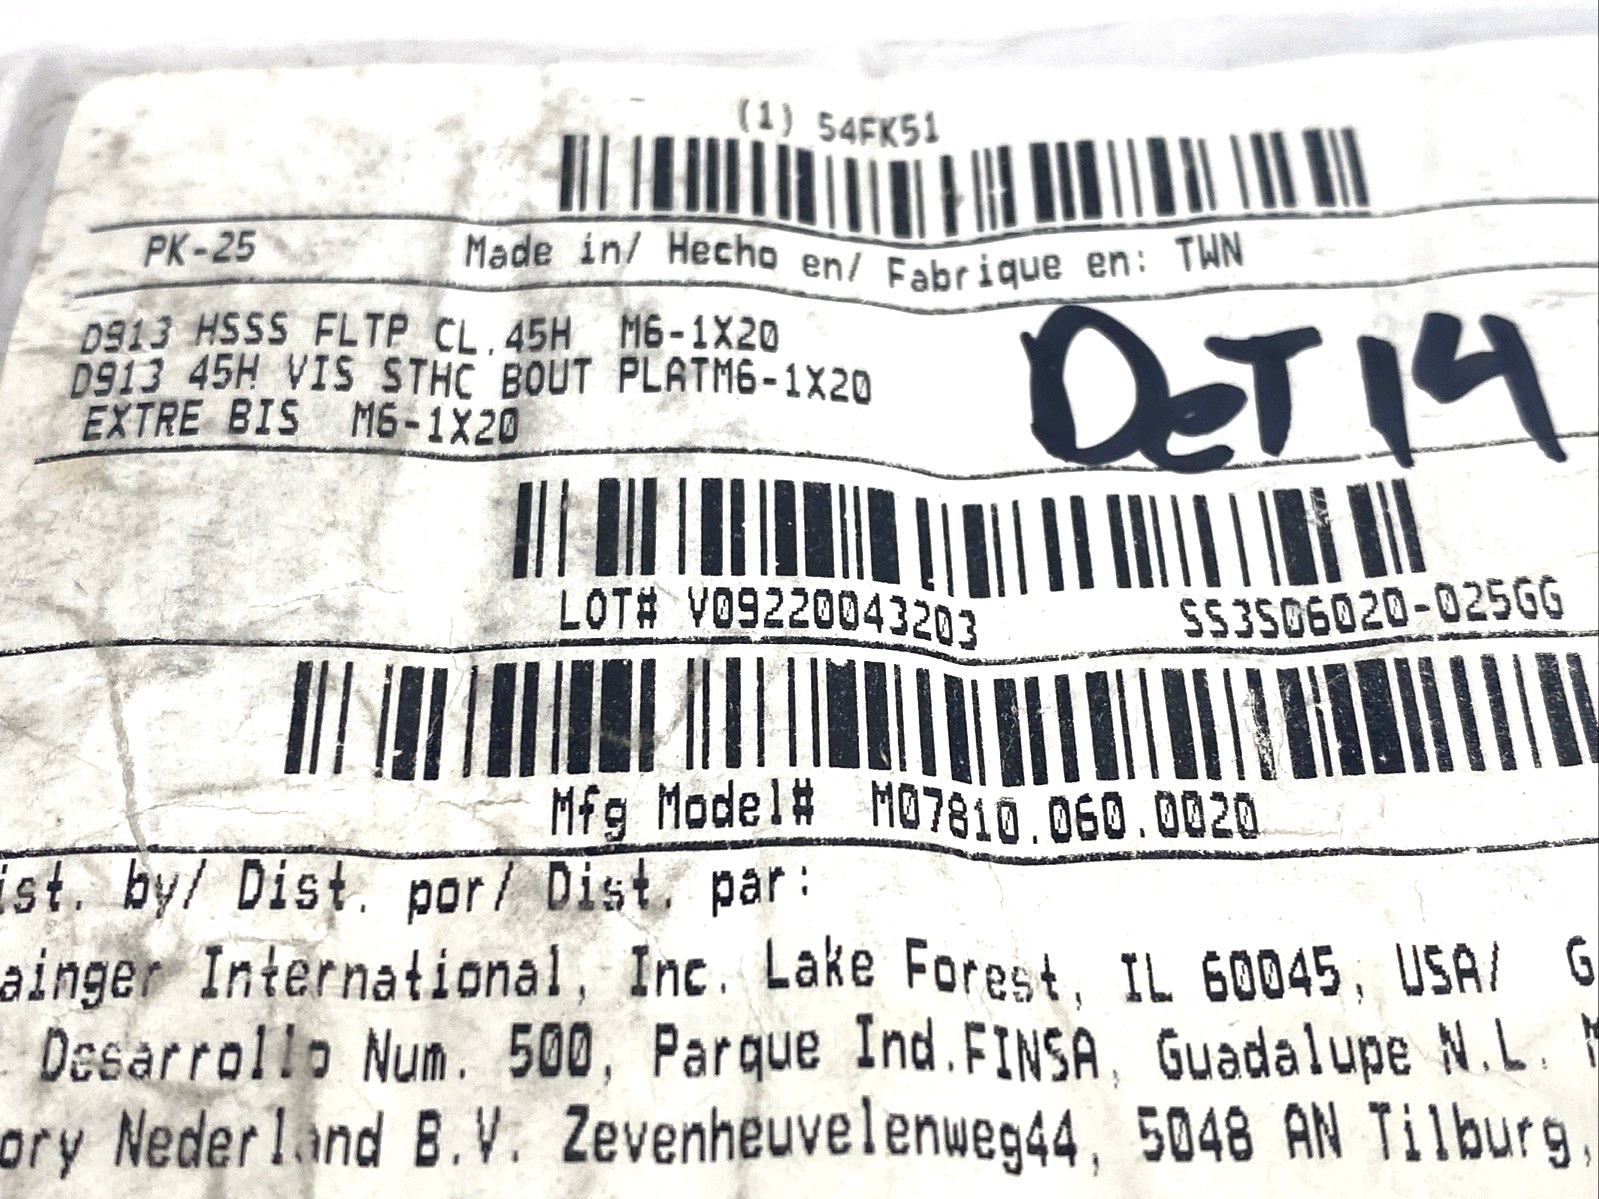 (1) 54FK51
PK-25 Made in/ Hecho en/ Fabrique en: TWN
D913 HSSS FLTP CL.45H M6-1X20
D913 45H VIS STHC BOUT PLATM6-1X20
EXTRE BIS M6-1X20
DeT 14
LOT# V09220043203 SS3S06020-025GG
Mfg Model# M07810.060.0020
ist. by/ Dist. por/ Dist. par:
ainger International, Inc. Lake Forest, IL 60045, USA/ G
Desarrollo Num. 500, Parque Ind.FINSA, Guadalupe N.L. M
ory Nederland B.V. Zevenheuvelenweg44, 5048 AN Tilburg,